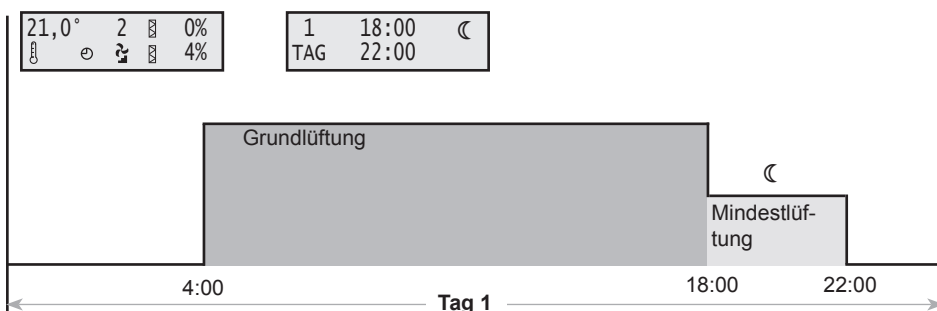 21,0° 2 0%
4%
1 18:00
TAG 22:00
Grundlüftung
Mindestlüf-
tung
4:00 18:00 22:00
Tag 1